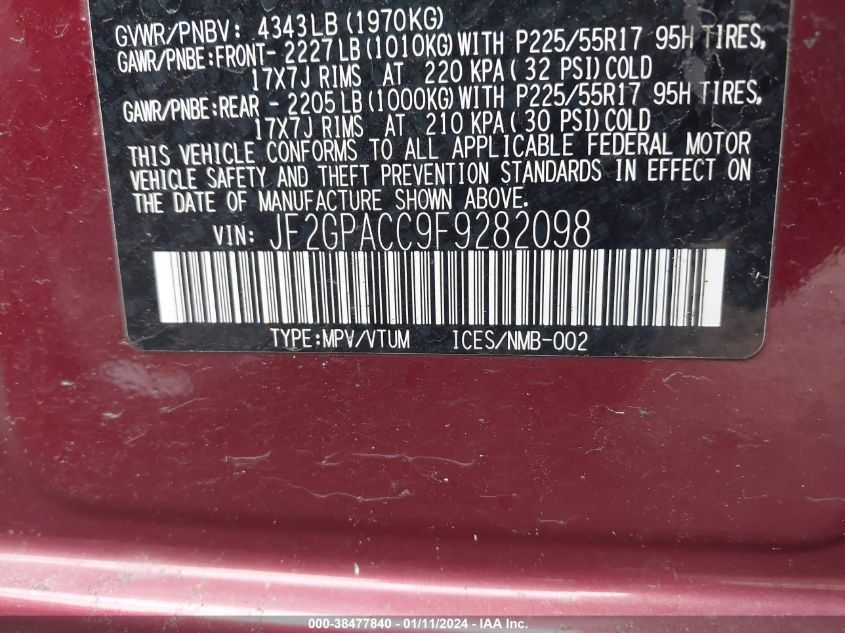 GVWR/PNBV: 4343LB (1970KG)
GAWR/PNBE:FRONT- 2227LB(1010KG)WITH P225/55R17 95H TIRES,
17X7J RIMS AT 220 KPA( 32 PSI)COLD
GAWR/PNBE:REAR - 2205LB(1000KG)WITH P225/55R17 95H TIRES,
17X7J RIMS AT 210 KPA(30 PSI)COLD
THIS VEHICLE CONFORMS TO ALL APPLICABLE FEDERAL MOTOR
VEHICLE SAFETY AND THEFT PREVENTION STANDARDS IN EFFECT ON
THE DATE OF MANUFACTURE SHOWN ABOVE.
VIN: JF2GPACC9F9282098
TYPE:MPV/VTUM ICES/NMB-002
000-38477840 - 01/11/2024 - IAAI.com